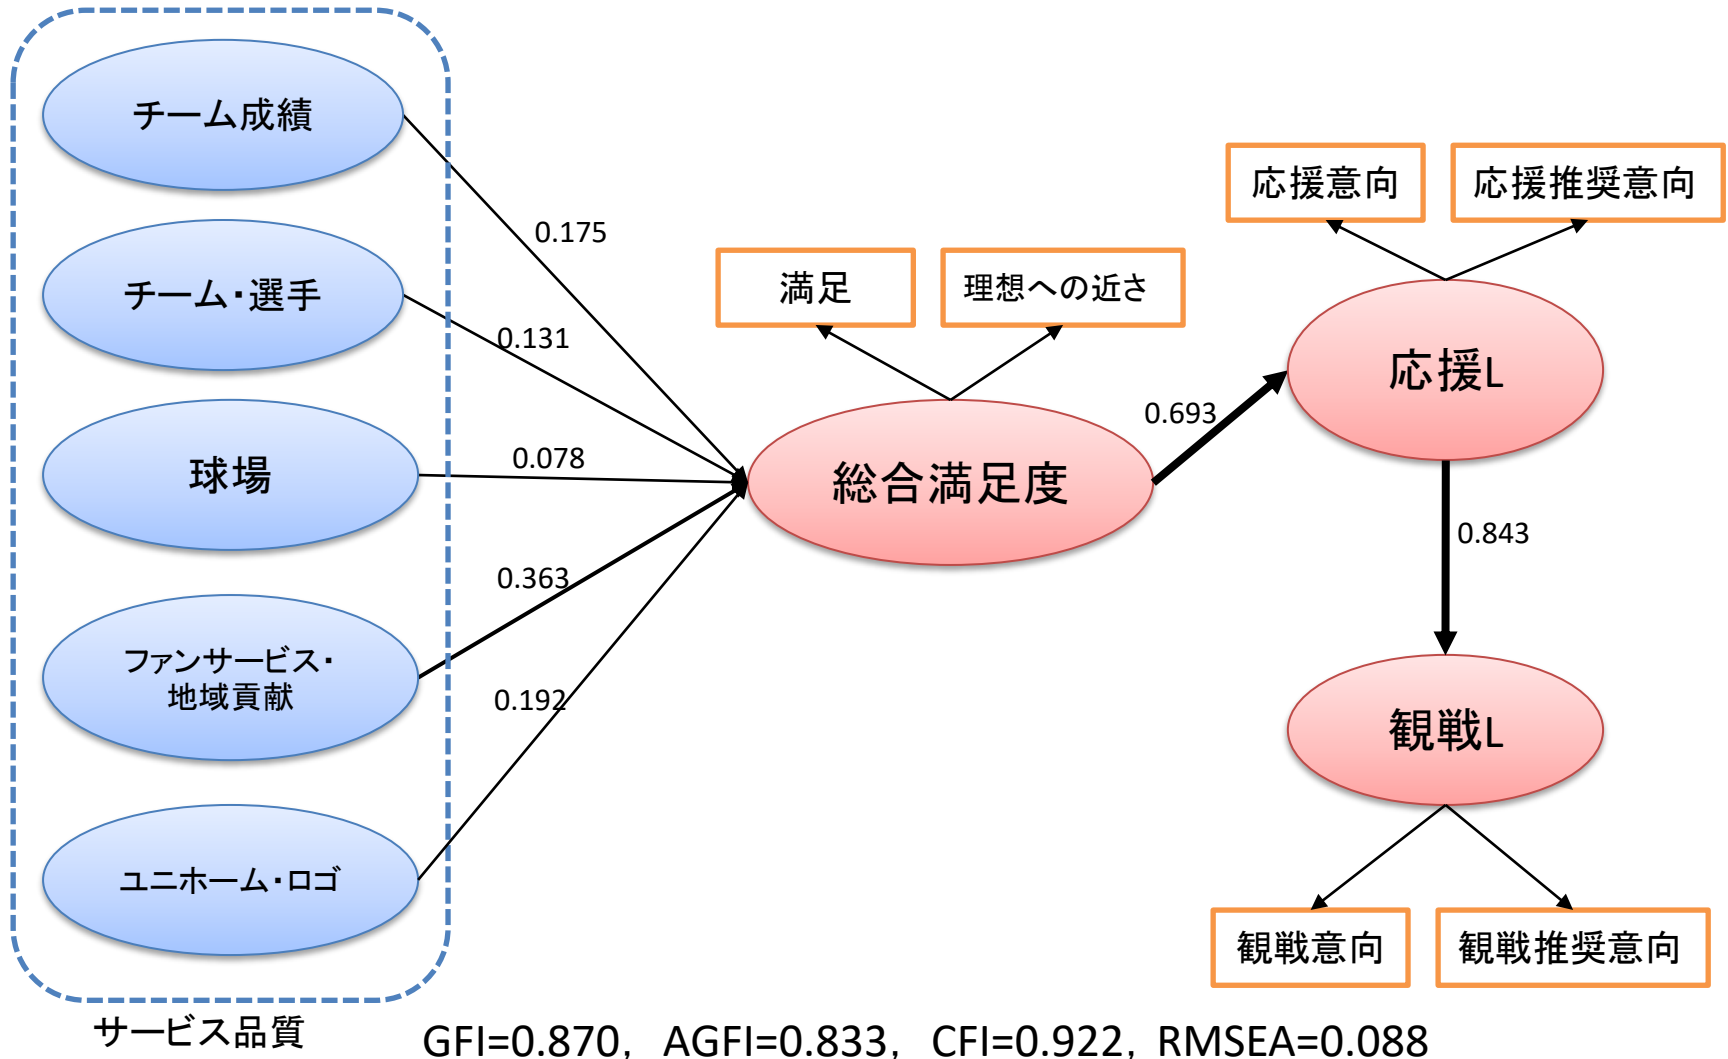 チーム成績
チーム・選手
球場
ファンサービス・
地域貢献
ユニホーム・ロゴ
サービス品質
0.175
0.131
0.078
0.363
0.192
満足
理想への近さ
総合満足度
0.693
応援意向
応援推奨意向
応援L
0.843
観戦L
観戦意向
観戦推奨意向
GFI=0.870, AGFI=0.833, CFI=0.922, RMSEA=0.088